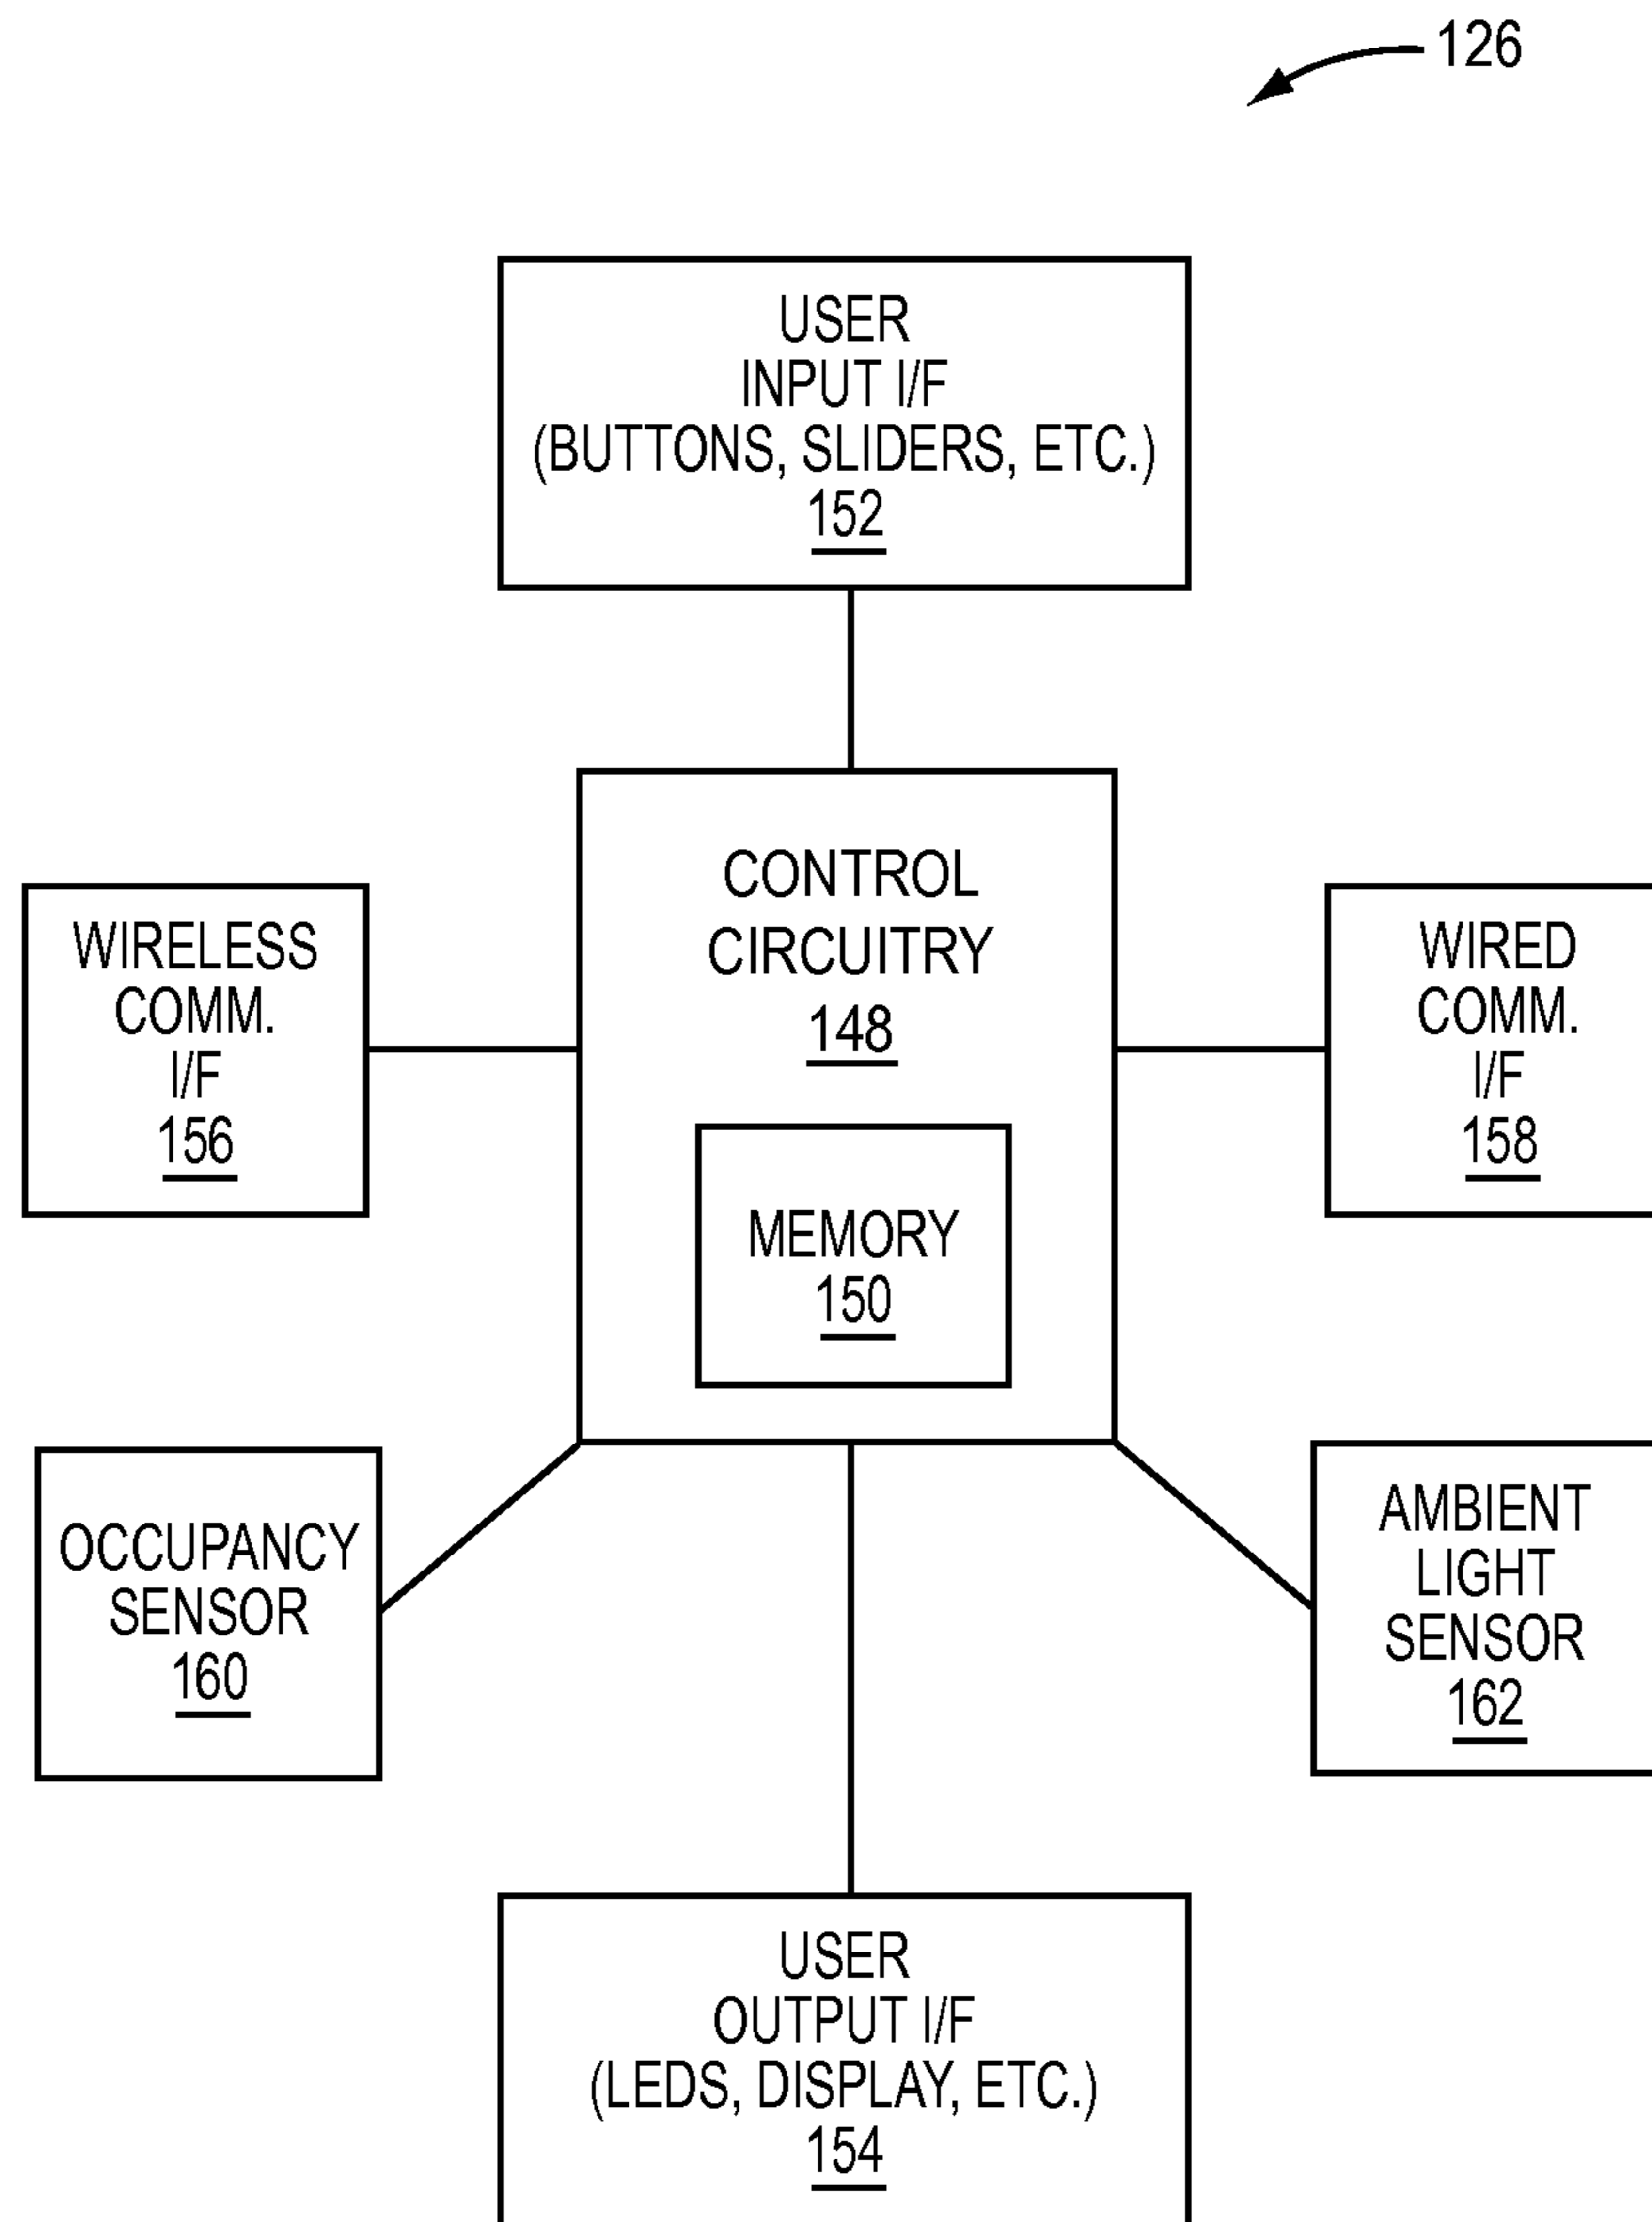 126
USER
INPUT I/F
(BUTTONS, SLIDERS, ETC.)
152
CONTROL
CIRCUITRY
148
MEMORY
150
WIRELESS
COMM.
I/F
156
WIRED
COMM.
I/F
158
OCCUPANCY
SENSOR
160
AMBIENT
LIGHT
SENSOR
162
USER
OUTPUT I/F
(LEDS, DISPLAY, ETC.)
154